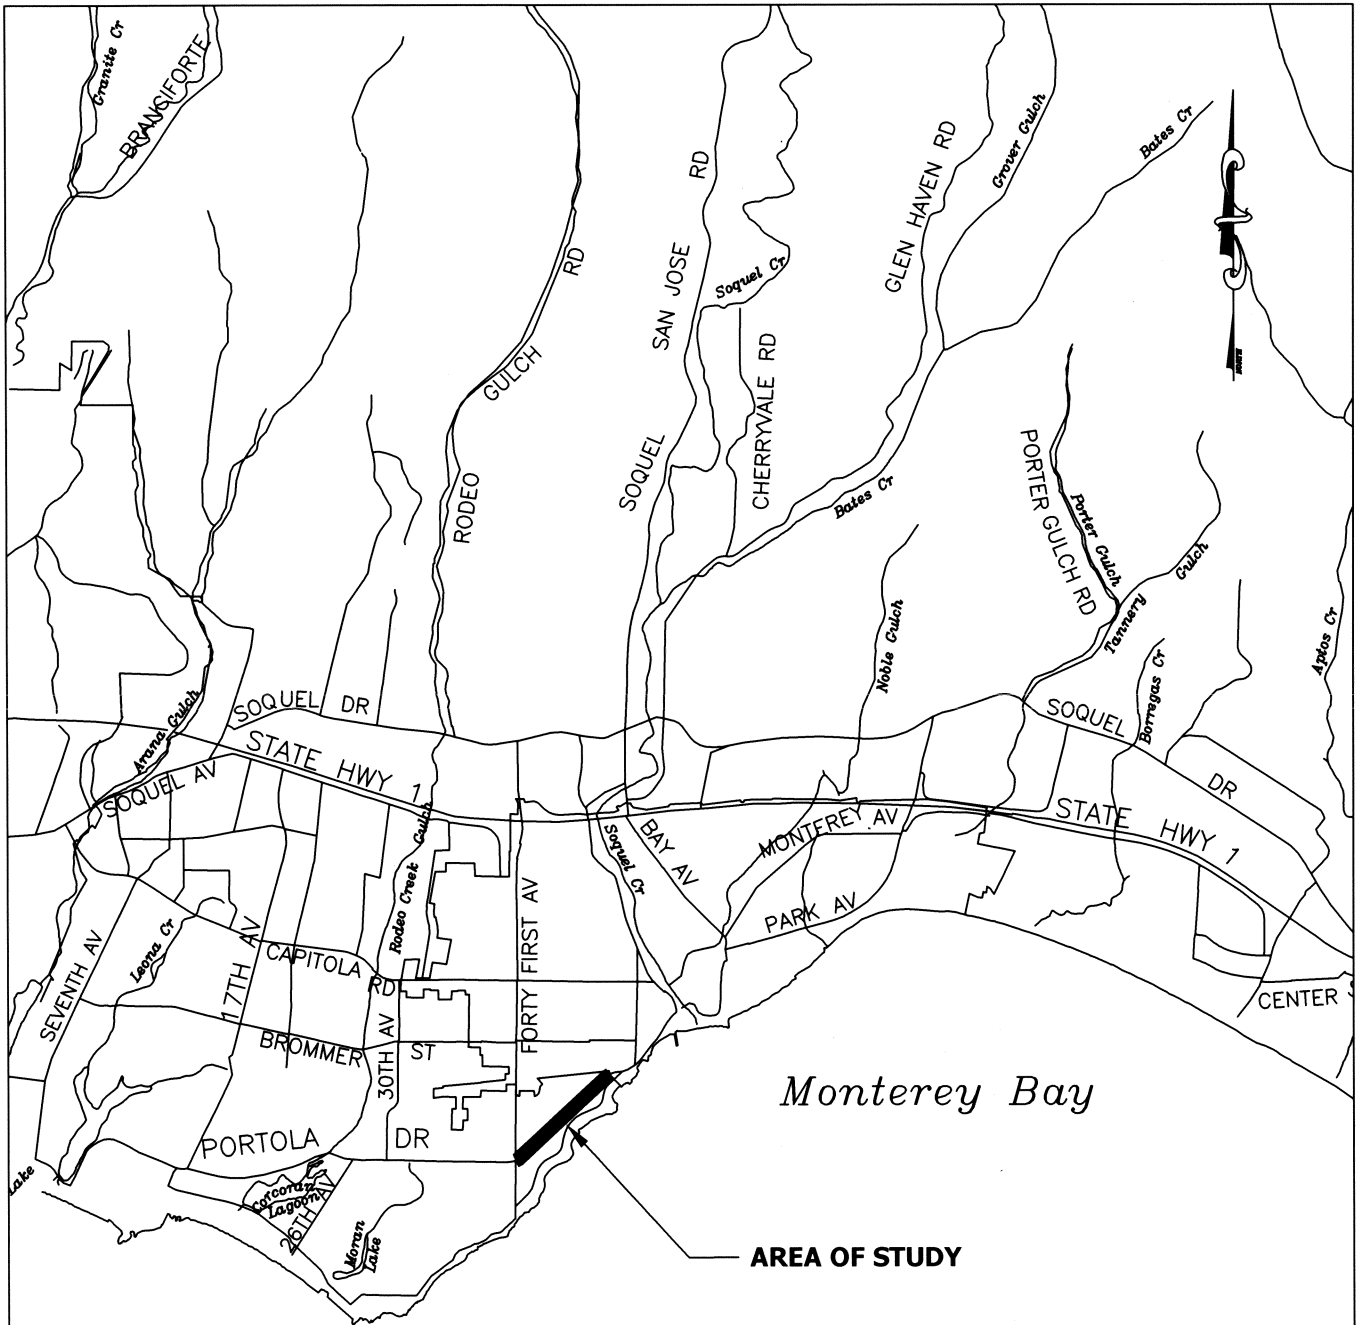 Granite Cr
BRANSIFORTE
GLEN HAVEN RD
Grover Gulch
Bates Cr
SOQUEL SAN JOSE RD
Soquel Cr
RODEO GULCH RD
CHERRYVALE RD
NORTH
Bates Cr
PORTER GULCH RD
Porter Gulch
Tannery Gulch
Noble Gulch
Borregas Cr
Aptos Cr
Arana Gulch
SOQUEL DR
SOQUEL DR
STATE HWY 1
SOQUEL AV
STATE HWY 1
Rodeo Creek Gulch
Soquel Cr
BAY AV
MONTEREY AV
PARK AV
FORTY FIRST AV
SEVENTH AV
Leona Cr
17TH AV
CAPITOLA RD
CENTER S
BROMMER ST
30TH AV
Monterey Bay
PORTOLA DR
Lake
Corcoran
Lagoon
26TH AV
Moran
Lake
AREA OF STUDY